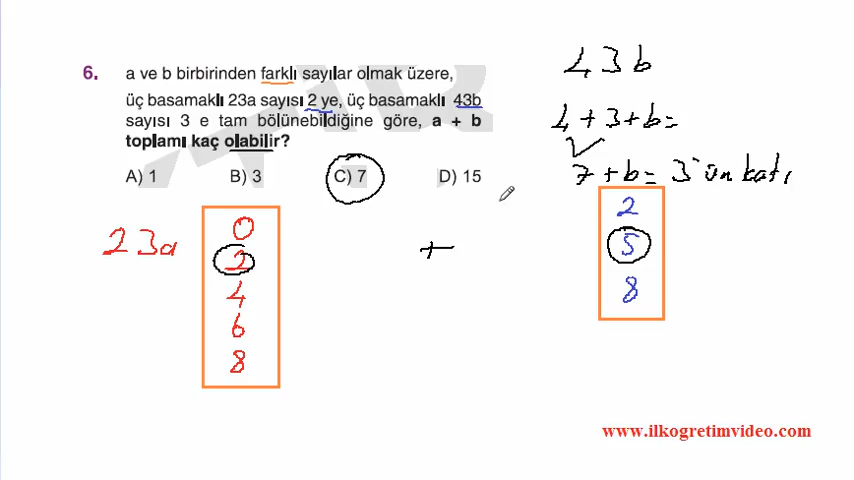 6. a ve b birbirinden farklı sayılar olmak üzere,
üç basamaklı 23a sayısı 2 ye, üç basamaklı 43b
sayısı 3 e tam bölünebildiğine göre, a + b
toplamı kaç olabilir?
A) 1 B) 3 C) 7 D) 15
43b
4+3+b=
7+b= 3'ün katı
23a
0
2
4
6
8
+
2
5
8
www.ilkogretimvideo.com